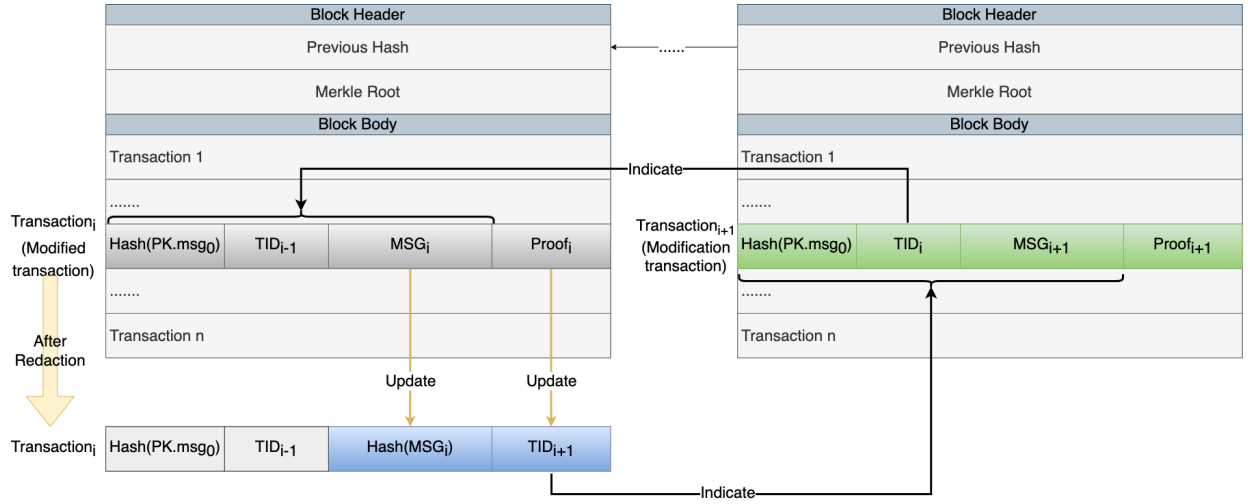 Block Header
Previous Hash
Merkle Root
Block Body
Transaction 1
.......
Transactionᵢ
(Modified
transaction)
Hash(PK.msg₀)
TIDᵢ₋₁
MSGᵢ
Proofᵢ
.......
Transaction n
......
Indicate
Block Header
Previous Hash
Merkle Root
Block Body
Transaction 1
.......
Transactionᵢ₊₁
(Modification
transaction)
Hash(PK.msg₀)
TIDᵢ
MSGᵢ₊₁
Proofᵢ₊₁
.......
Transaction n
After
Redaction
Update
Update
Transactionᵢ
Hash(PK.msg₀)
TIDᵢ₋₁
Hash(MSGᵢ)
TIDᵢ₊₁
Indicate